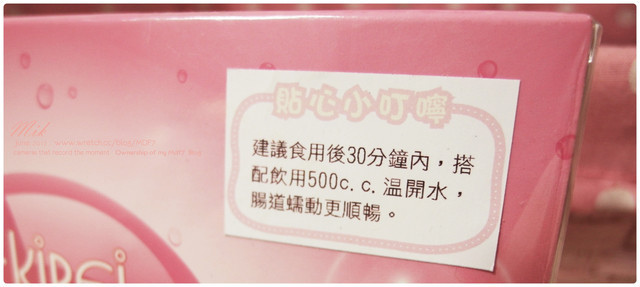 貼心小叮嚀
建議食用後30分鐘內，搭
配飲用500c.c.温開水，
腸道蠕動更順暢。
KIREI